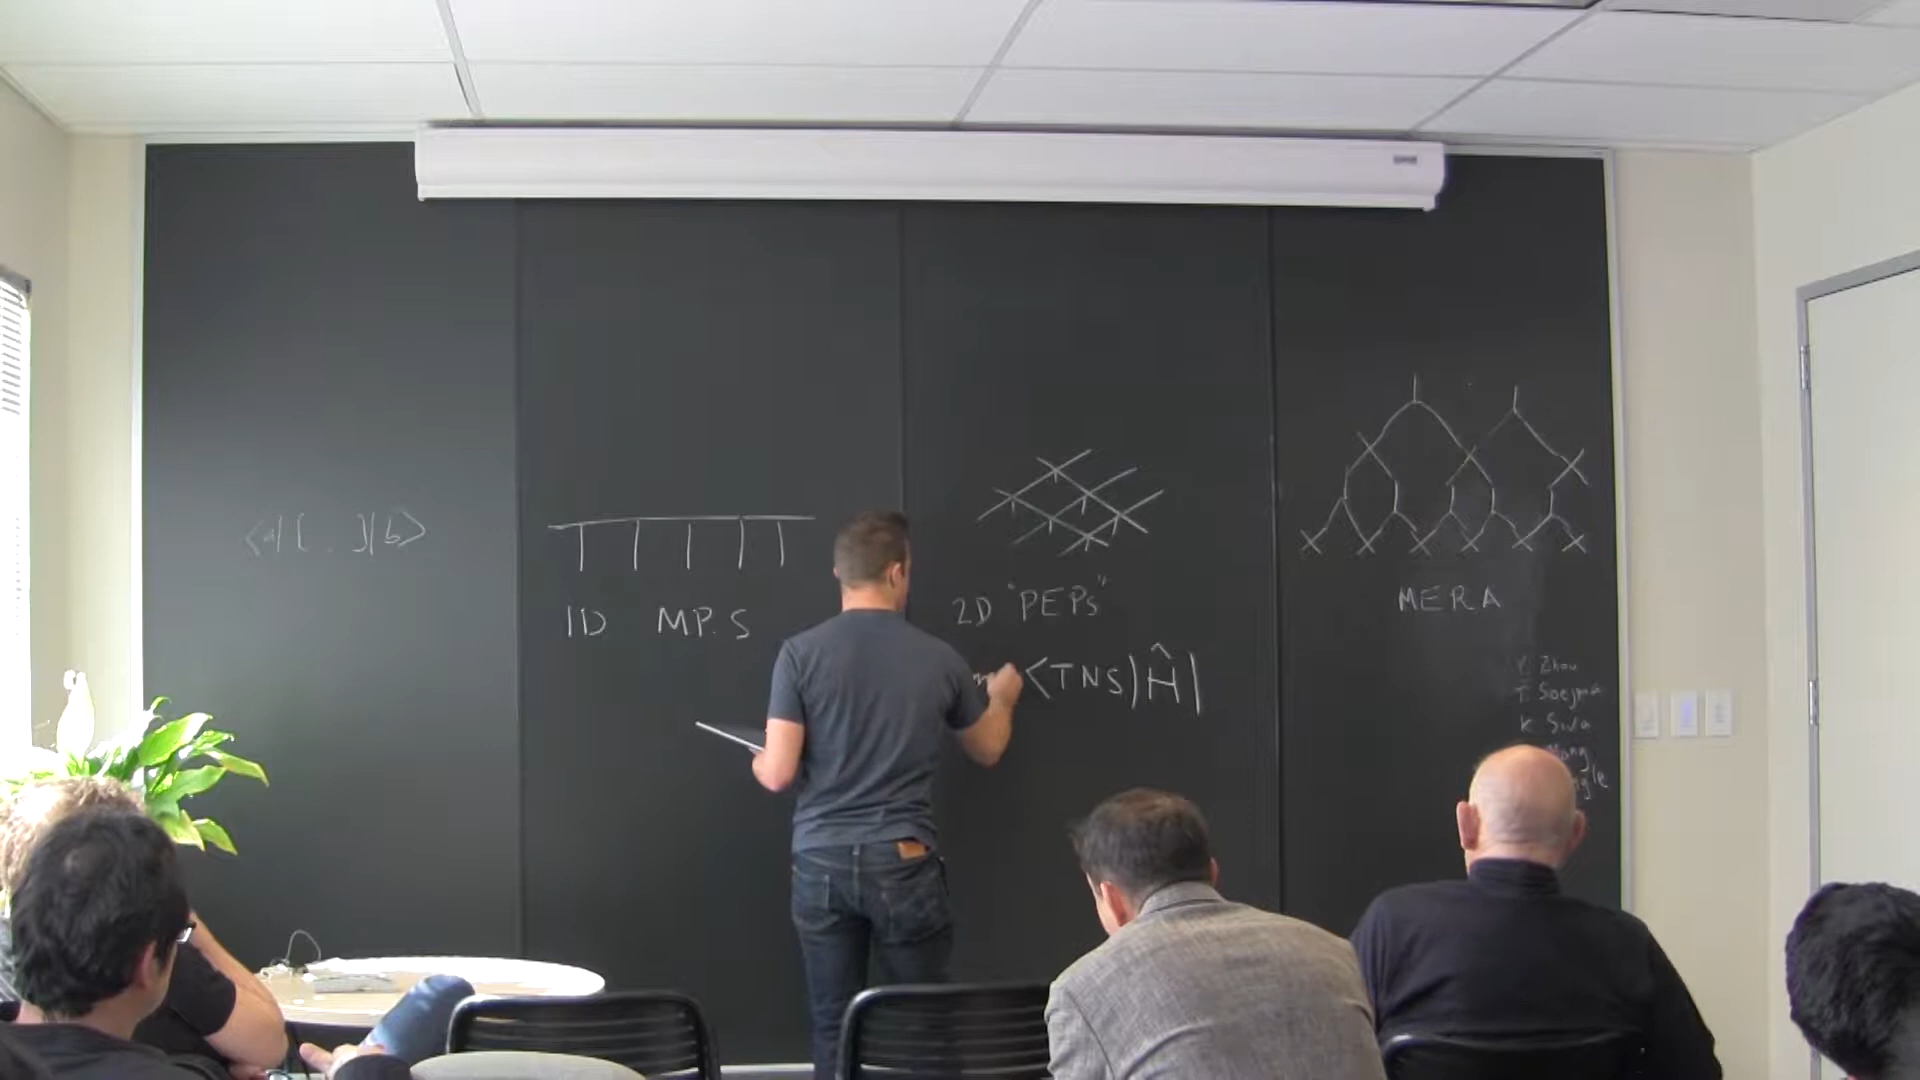 <a|[ , ]|b>
1D MPS
2D "PEPs"
<TNS|Ĥ|
MERA
Y. Zhou
T. Soejima
K Siva